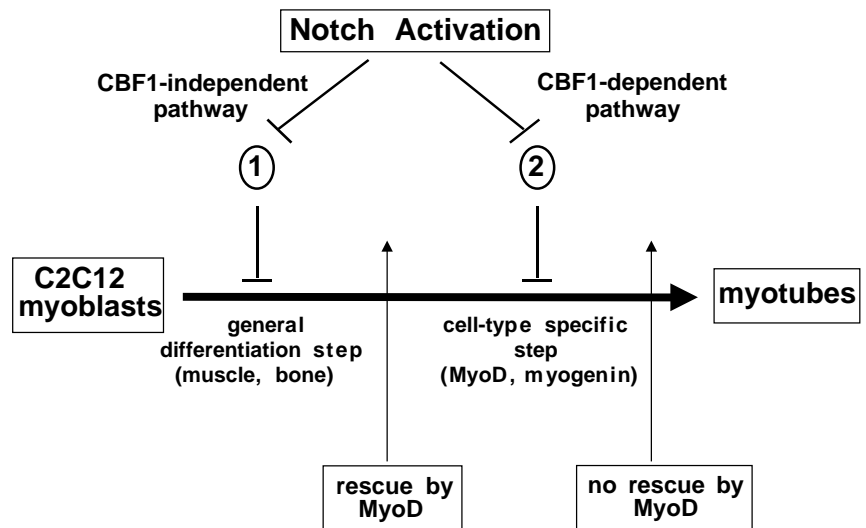 Notch Activation
CBF1-independent
pathway
CBF1-dependent
pathway
1
2
C2C12
myoblasts
myotubes
general
differentiation step
(muscle, bone)
cell-type specific
step
(MyoD, myogenin)
rescue by
MyoD
no rescue by
MyoD